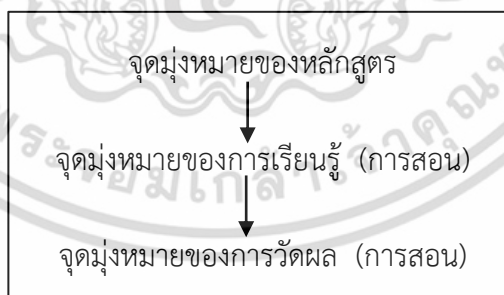 จุดมุ่งหมายของหลักสูตร
จุดมุ่งหมายของการเรียนรู้ (การสอน)
จุดมุ่งหมายของการวัดผล (การสอน)